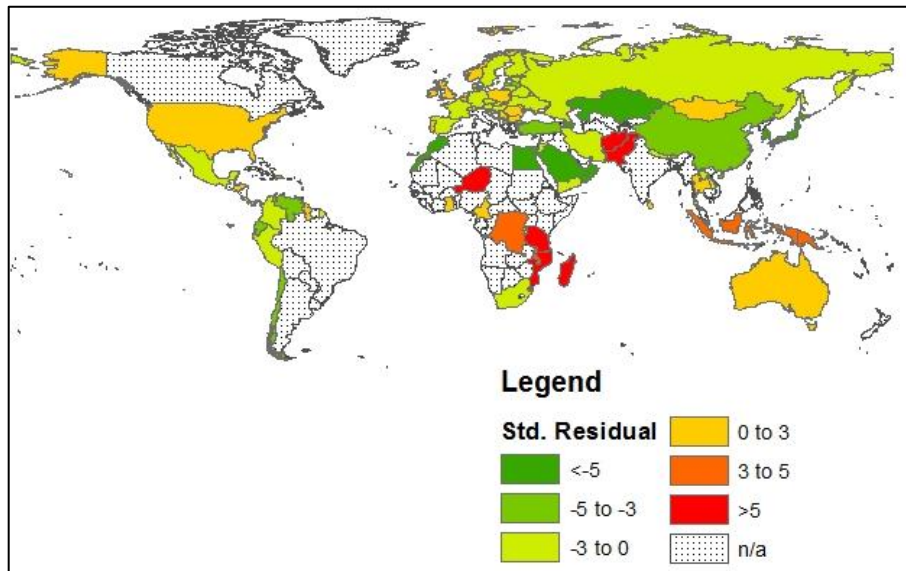 Legend
Std. Residual
<-5
-5 to -3
-3 to 0
0 to 3
3 to 5
>5
n/a